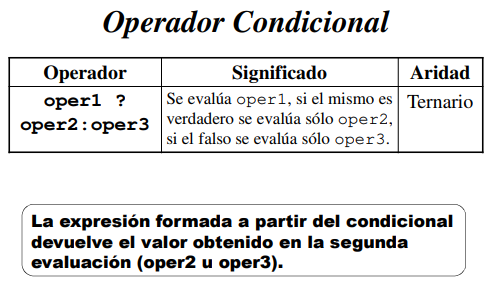 Operador Condicional
Operador Significado Aridad
oper1 ?
oper2:oper3
Se evalúa oper1, si el mismo es
verdadero se evalúa sólo oper2,
si el falso se evalúa sólo oper3.
Ternario
La expresión formada a partir del condicional
devuelve el valor obtenido en la segunda
evaluación (oper2 u oper3).